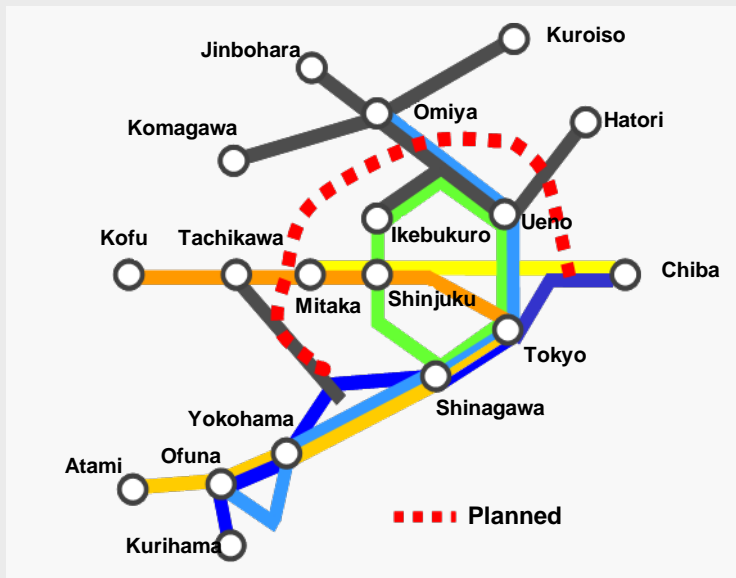 Kuroiso
Jinbohara
Omiya
Hatori
Komagawa
Ueno
Ikebukuro
Kofu
Tachikawa
Chiba
Mitaka
Shinjuku
Tokyo
Shinagawa
Yokohama
Ofuna
Atami
Planned
Kurihama